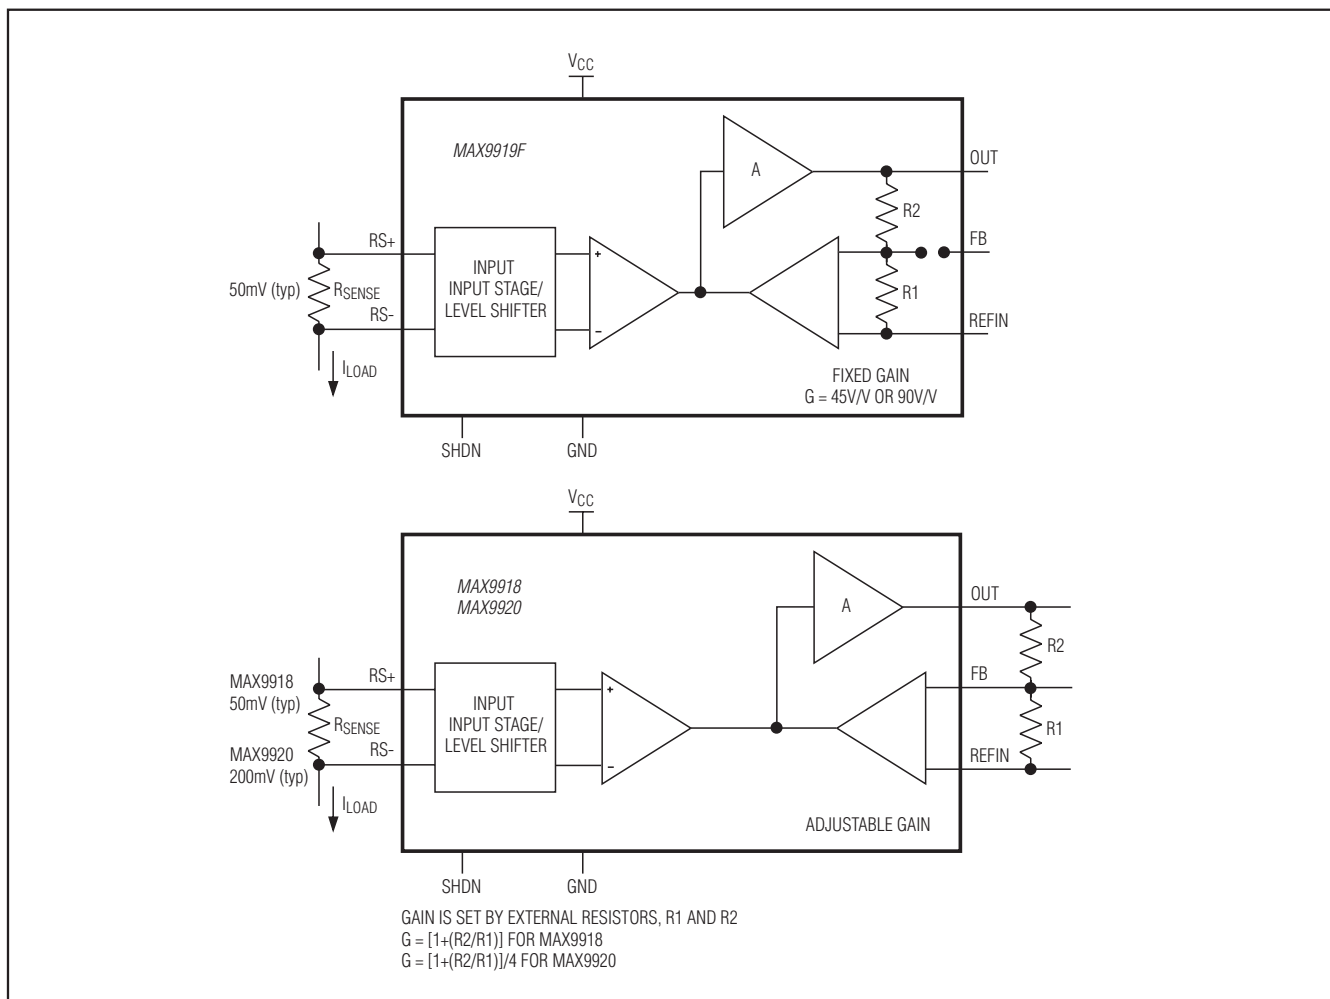 VCC
MAX9919F
A
OUT
R2
RS+
FB
INPUT
INPUT STAGE/
LEVEL SHIFTER
+
−
50mV (typ)
RSENSE
R1
RS-
REFIN
ILOAD
FIXED GAIN
G = 45V/V OR 90V/V
SHDN
GND
VCC
MAX9918
MAX9920
A
OUT
R2
RS+
FB
MAX9918
50mV (typ)
INPUT
INPUT STAGE/
LEVEL SHIFTER
+
−
RSENSE
R1
RS-
REFIN
MAX9920
200mV (typ)
ILOAD
ADJUSTABLE GAIN
SHDN
GND
GAIN IS SET BY EXTERNAL RESISTORS, R1 AND R2
G = [1+(R2/R1)] FOR MAX9918
G = [1+(R2/R1)]/4 FOR MAX9920